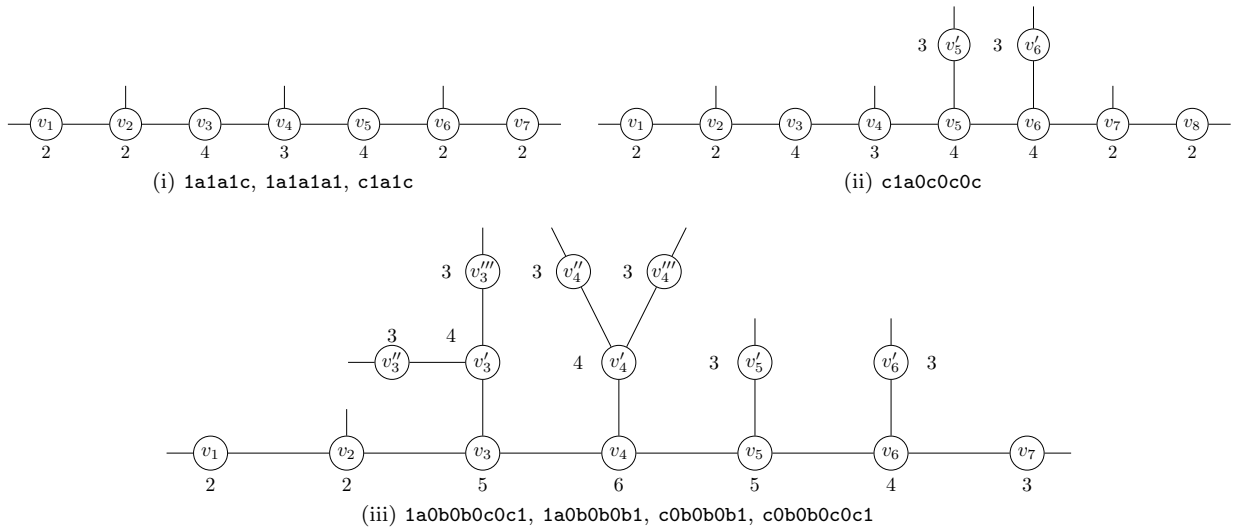 3 v′₅ 3 v′₆
v₁ v₂ v₃ v₄ v₅ v₆ v₇
2 2 4 3 4 2 2
(i) 1a1a1c, 1a1a1a1, c1a1c
v₁ v₂ v₃ v₄ v₅ v₆ v₇ v₈
2 2 4 3 4 4 2 2
(ii) c1a0c0c0c
3 v‴₃ 3 v″₄ 3 v‴₄
3 4
v″₃ v′₃ 4 v′₄ 3 v′₅ v′₆ 3
v₁ v₂ v₃ v₄ v₅ v₆ v₇
2 2 5 6 5 4 3
(iii) 1a0b0b0c0c1, 1a0b0b0b1, c0b0b0b1, c0b0b0c0c1